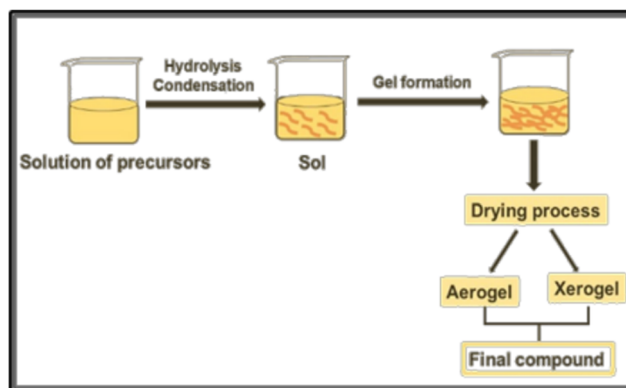 Hydrolysis
Condensation
Gel formation
Solution of precursors
Sol
Drying process
Aerogel
Xerogel
Final compound